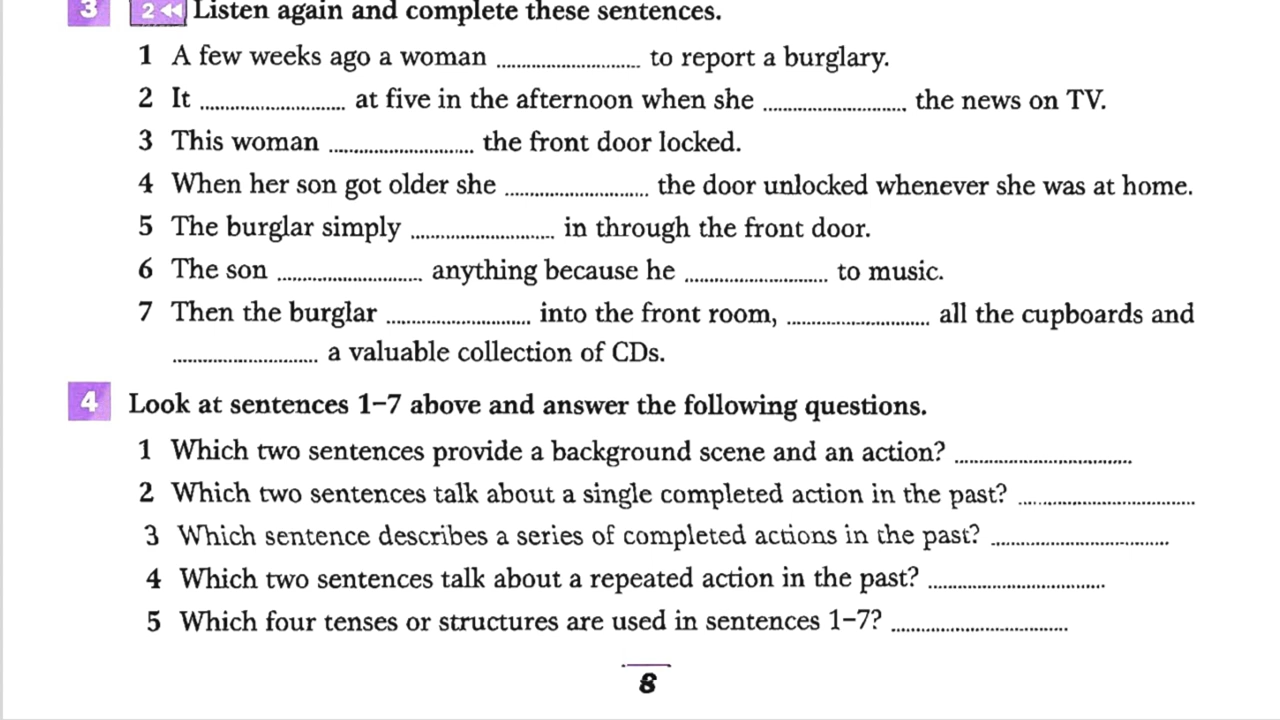 3 2 ◀◀ Listen again and complete these sentences.
1 A few weeks ago a woman ............................ to report a burglary.
2 It ............................ at five in the afternoon when she ............................ the news on TV.
3 This woman ............................ the front door locked.
4 When her son got older she ............................ the door unlocked whenever she was at home.
5 The burglar simply ............................ in through the front door.
6 The son ............................ anything because he ............................ to music.
7 Then the burglar ............................ into the front room, ............................ all the cupboards and
............................ a valuable collection of CDs.
4 Look at sentences 1–7 above and answer the following questions.
1 Which two sentences provide a background scene and an action? ...................................
2 Which two sentences talk about a single completed action in the past? ...................................
3 Which sentence describes a series of completed actions in the past? ...................................
4 Which two sentences talk about a repeated action in the past? ...................................
5 Which four tenses or structures are used in sentences 1–7? ...................................
8